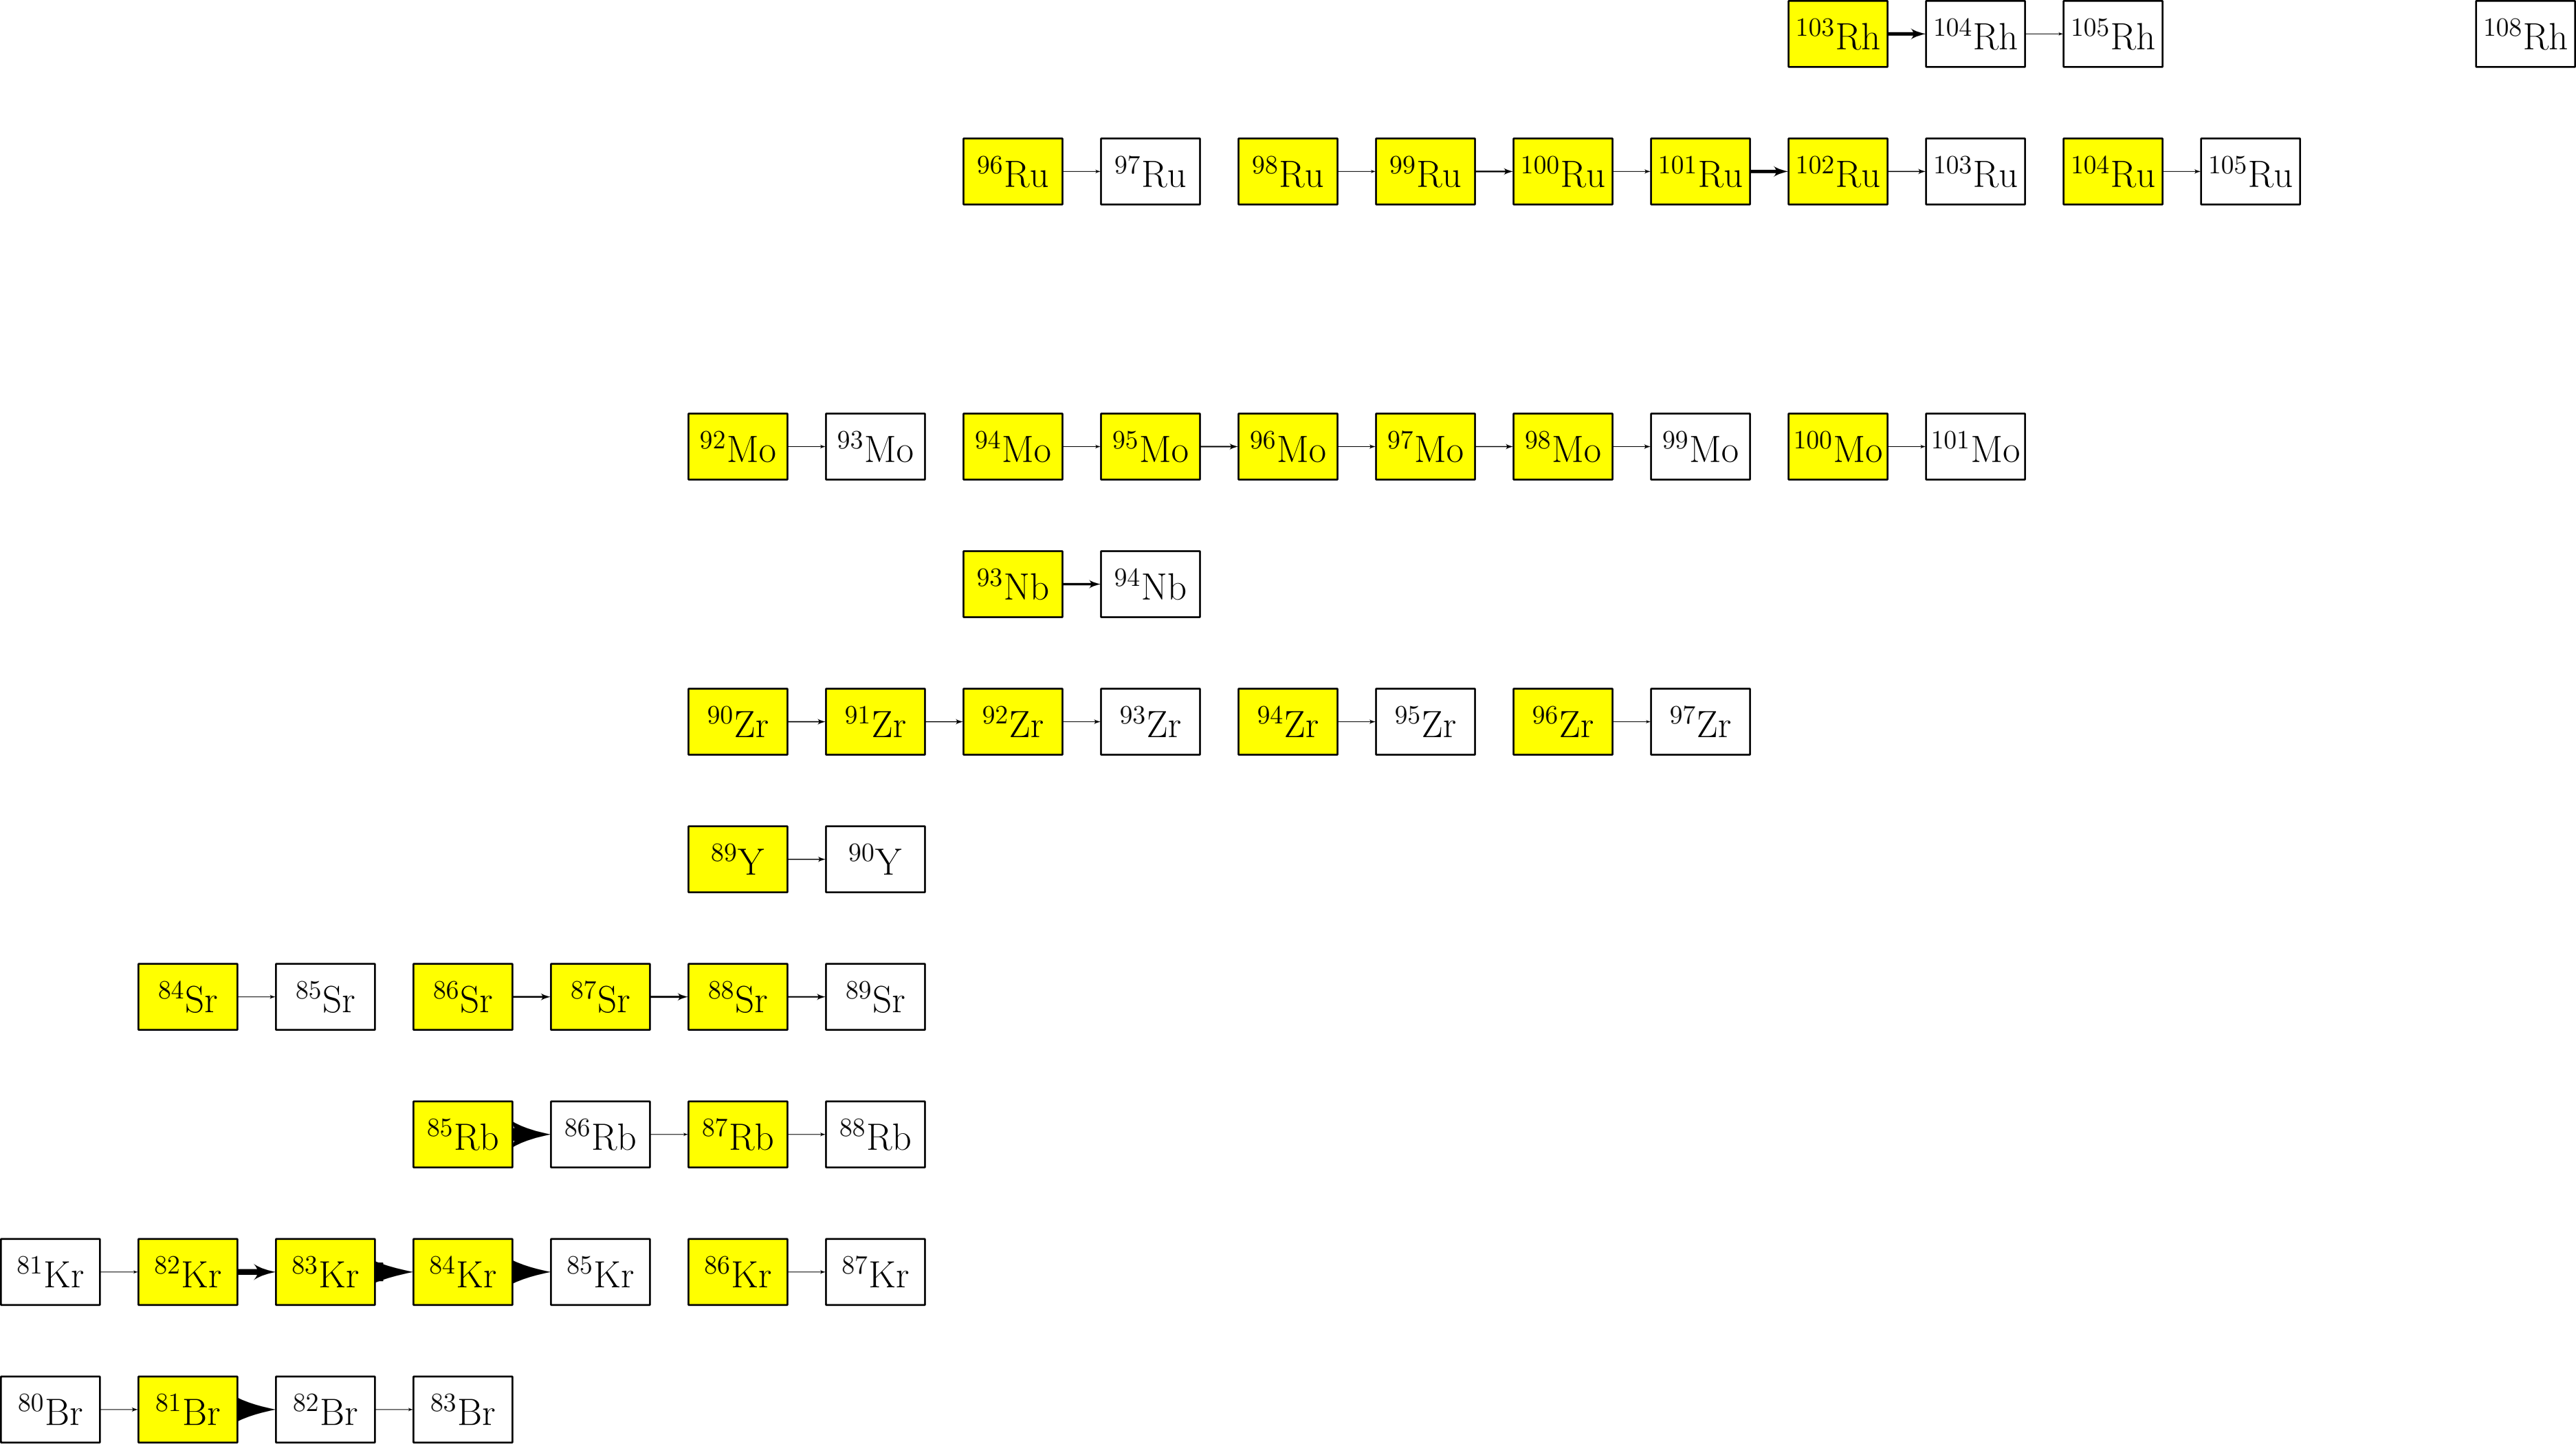 ¹⁰³Rh ¹⁰⁴Rh ¹⁰⁵Rh ¹⁰⁸Rh
⁹⁶Ru ⁹⁷Ru ⁹⁸Ru ⁹⁹Ru ¹⁰⁰Ru ¹⁰¹Ru ¹⁰²Ru ¹⁰³Ru ¹⁰⁴Ru ¹⁰⁵Ru
⁹²Mo ⁹³Mo ⁹⁴Mo ⁹⁵Mo ⁹⁶Mo ⁹⁷Mo ⁹⁸Mo ⁹⁹Mo ¹⁰⁰Mo ¹⁰¹Mo
⁹³Nb ⁹⁴Nb
⁹⁰Zr ⁹¹Zr ⁹²Zr ⁹³Zr ⁹⁴Zr ⁹⁵Zr ⁹⁶Zr ⁹⁷Zr
⁸⁹Y ⁹⁰Y
⁸⁴Sr ⁸⁵Sr ⁸⁶Sr ⁸⁷Sr ⁸⁸Sr ⁸⁹Sr
⁸⁵Rb ⁸⁶Rb ⁸⁷Rb ⁸⁸Rb
⁸¹Kr ⁸²Kr ⁸³Kr ⁸⁴Kr ⁸⁵Kr ⁸⁶Kr ⁸⁷Kr
⁸⁰Br ⁸¹Br ⁸²Br ⁸³Br